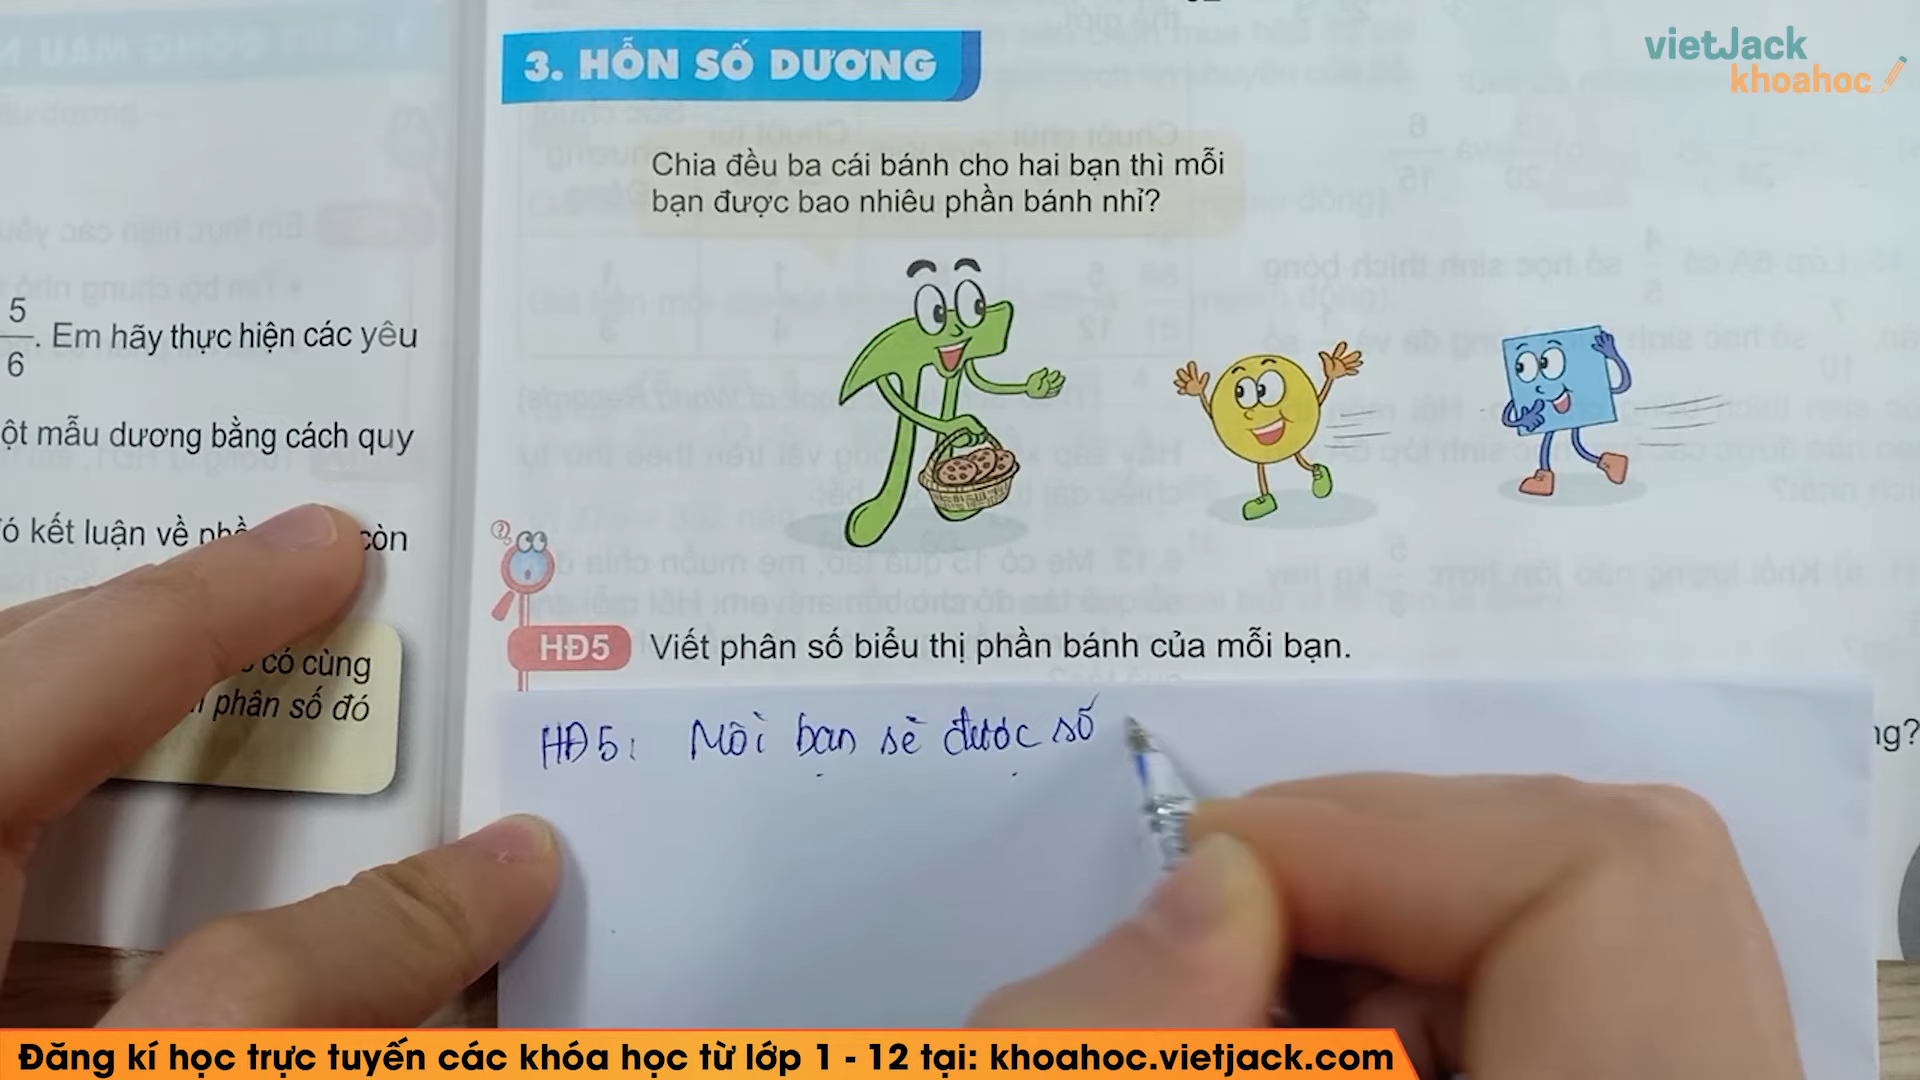 vietJack
khoahoc
3. HỖN SỐ DƯƠNG
Chia đều ba cái bánh cho hai bạn thì mỗi
bạn được bao nhiêu phần bánh nhỉ?
5
6
. Em hãy thực hiện các yêu
ột mẫu dương bằng cách quy
ó kết luận về
còn
có cùng
phân số đó
HĐ5 Viết phân số biểu thị phần bánh của mỗi bạn.
HĐ5: Mỗi bạn sẽ được số
ng?
Đăng kí học trực tuyến các khóa học từ lớp 1 - 12 tại: khoahoc.vietjack.com